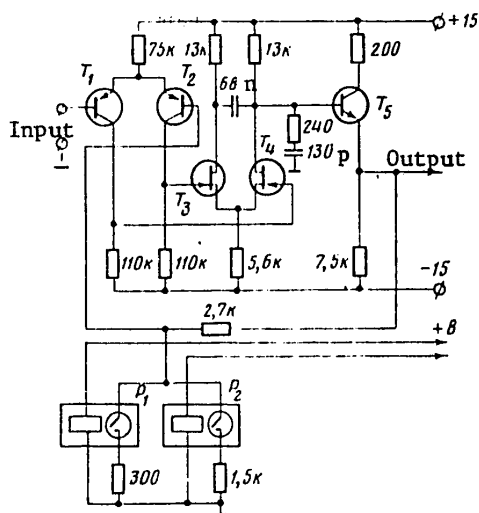 +15
75к 13к 13к 200
T₁ T₂ 68 п T₅
Input 240
T₄ 130 р Output
T₃
110к 110к 5,6к 7,5к
-15
2,7к
+8
P₁ P₂
300 1,5к